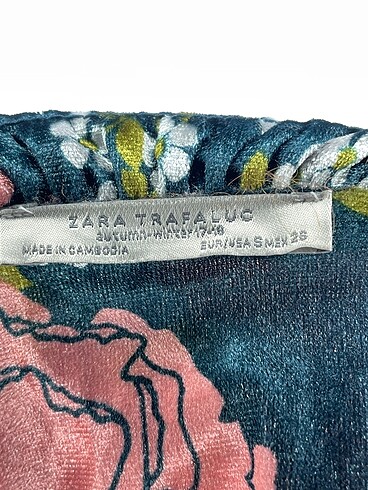 ZARA TRAFALUC
autumn-winter-17-18
MADE IN CAMBODIA EUR/USA S MEX 26